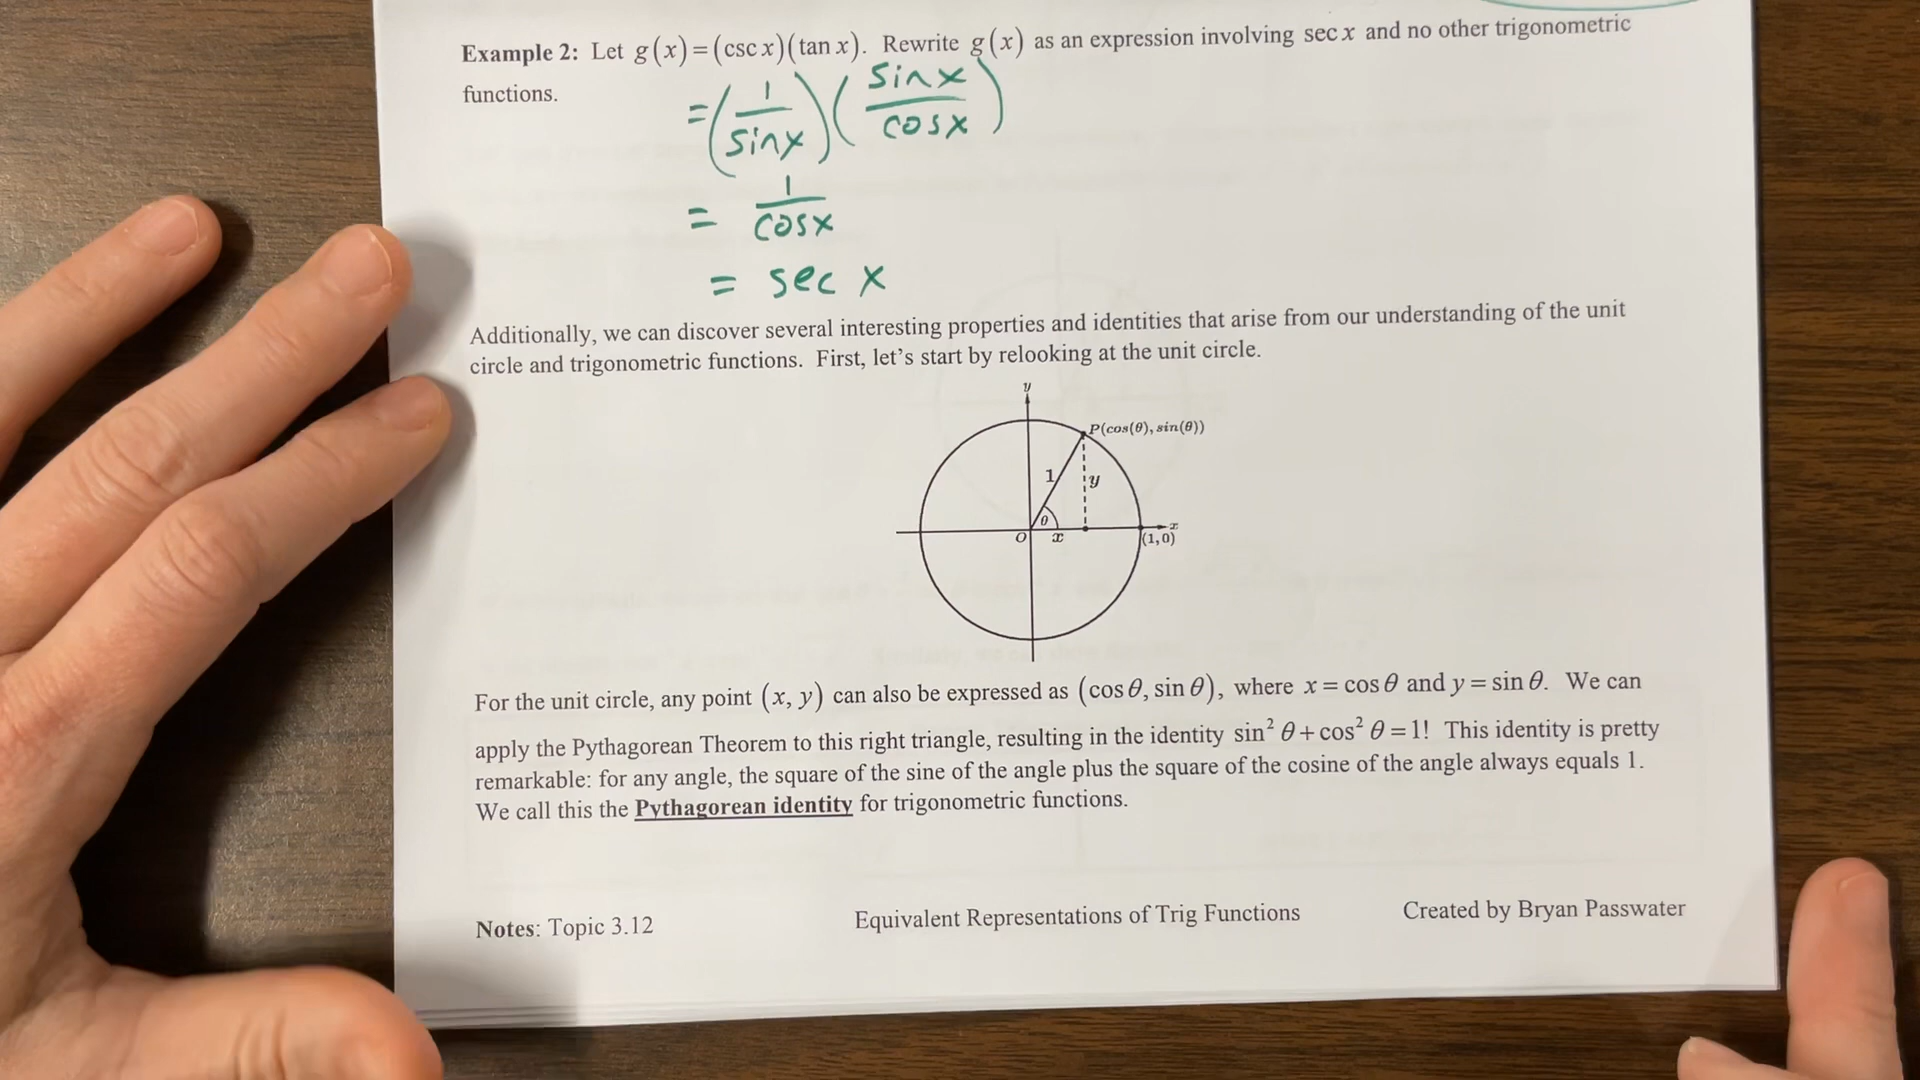 Example 2: Let g(x)=(csc x)(tan x). Rewrite g(x) as an expression involving sec x and no other trigonometric
functions.
=(1/sinx)(sinx/cosx)
= 1/cosx
= sec x
Additionally, we can discover several interesting properties and identities that arise from our understanding of the unit
circle and trigonometric functions. First, let's start by relooking at the unit circle.
y
P(cos(θ), sin(θ))
1
y
θ
x
O
x
(1,0)
For the unit circle, any point (x, y) can also be expressed as (cos θ, sin θ), where x = cos θ and y = sin θ. We can
apply the Pythagorean Theorem to this right triangle, resulting in the identity sin² θ + cos² θ = 1! This identity is pretty
remarkable: for any angle, the square of the sine of the angle plus the square of the cosine of the angle always equals 1.
We call this the Pythagorean identity for trigonometric functions.
Notes: Topic 3.12
Equivalent Representations of Trig Functions
Created by Bryan Passwater